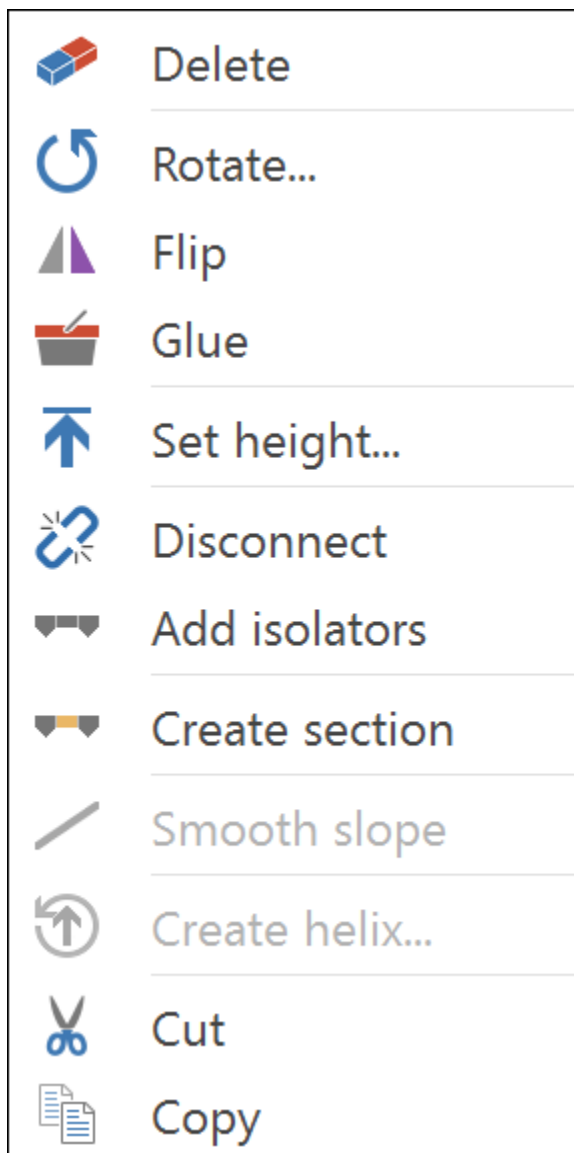 Delete
Rotate...
Flip
Glue
Set height...
Disconnect
Add isolators
Create section
Smooth slope
Create helix...
Cut
Copy